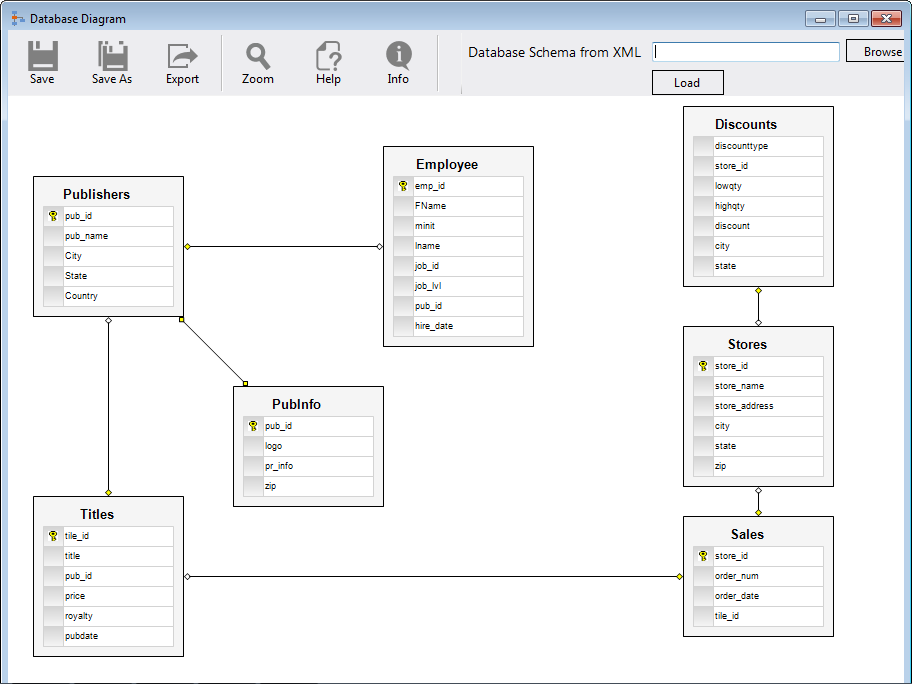 Database Diagram
Save
Save As
Export
Zoom
Help
Info
Database Schema from XML
Browse
Load
Publishers
pub_id
pub_name
City
State
Country
Employee
emp_id
FName
minit
lname
job_id
job_lvl
pub_id
hire_date
Discounts
discounttype
store_id
lowqty
highqty
discount
city
state
PubInfo
pub_id
logo
pr_info
zip
Stores
store_id
store_name
store_address
city
state
zip
Titles
tile_id
title
pub_id
price
royalty
pubdate
Sales
store_id
order_num
order_date
tile_id